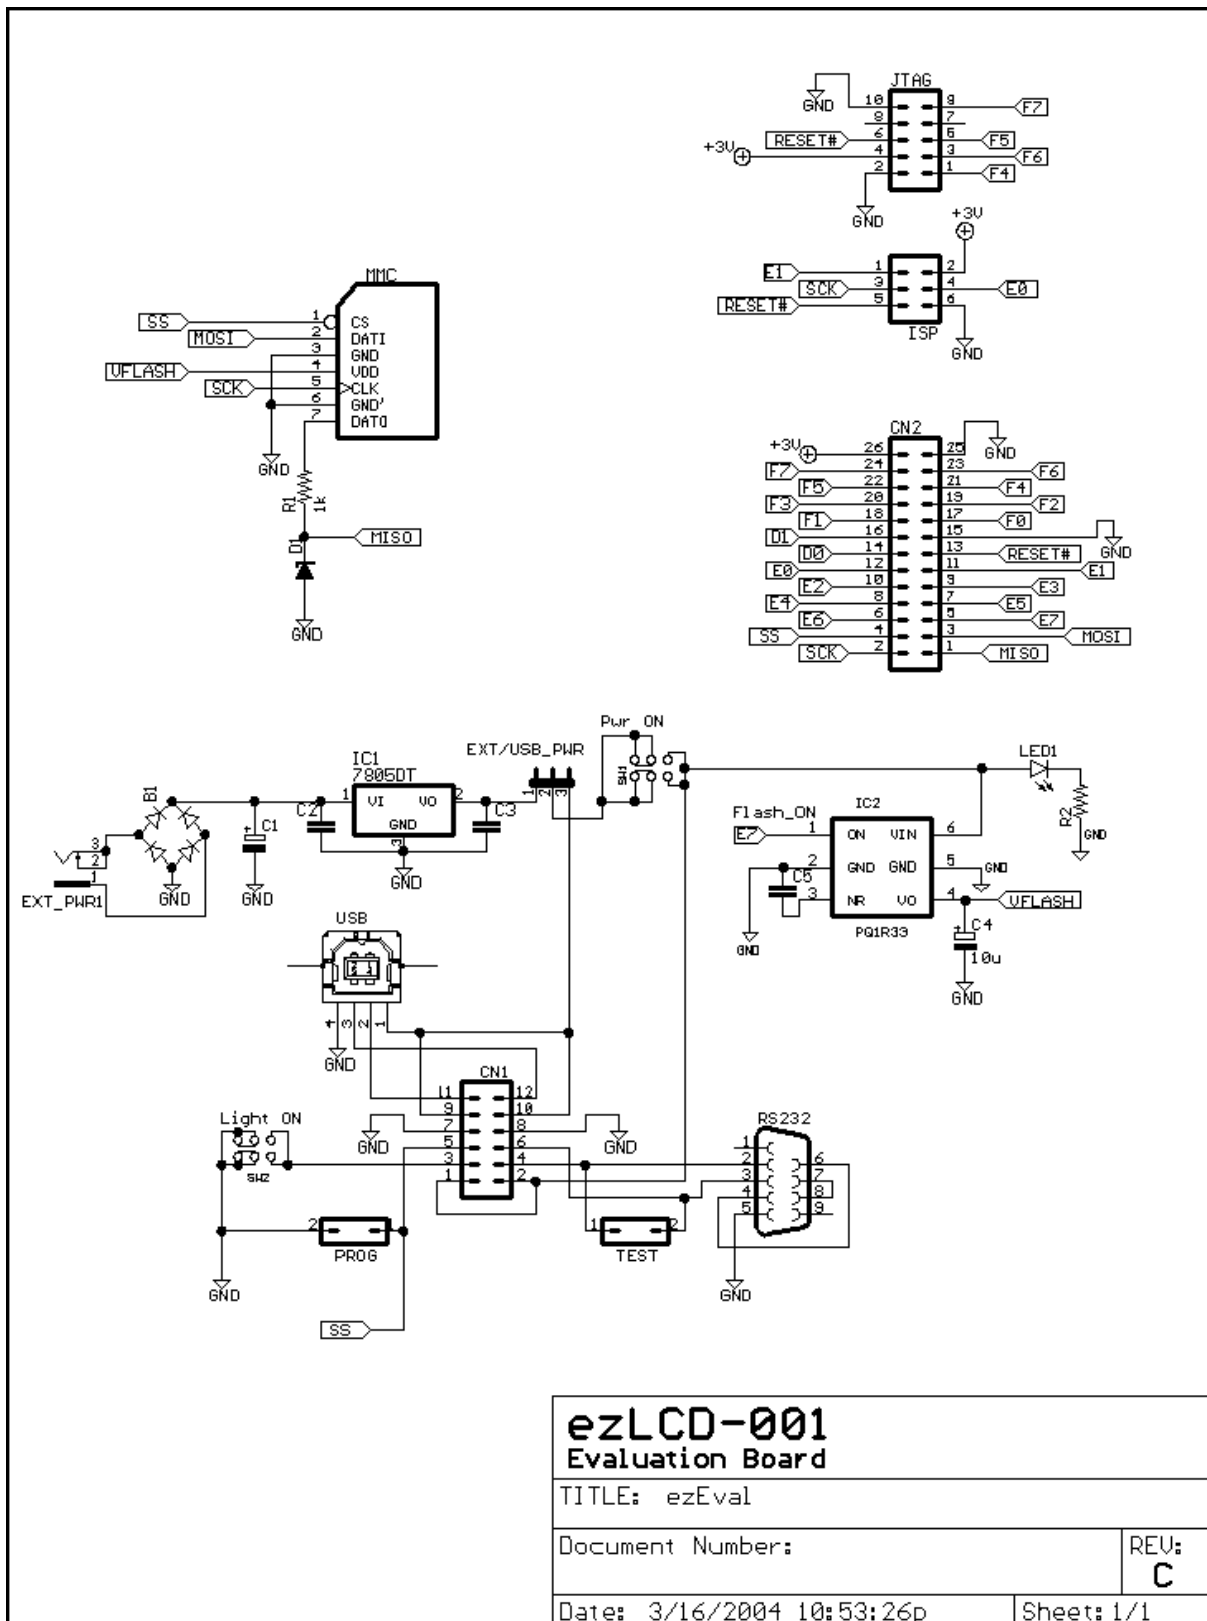 JTAG
GND 10 9 F7
8 7
RESET# 6 5 F5
+3V 4 3 F6
2 1 F4
GND
+3V
E1 1 2
SCK 3 4 E0
RESET# 5 6
ISP
GND
MMC
SS 1 CS
MOSI 2 DATI
3 GND
VFLASH 4 VDD
SCK 5 CLK
6 GND'
7 DATO
GND
R1
1k
MISO
D1
GND
CN2
+3V 26 25 GND
F7 24 23 F6
F5 22 21 F4
F3 20 19 F2
F1 18 17 F0
D1 16 15 GND
D0 14 13 RESET#
E0 12 11 E1
E2 10 9 E3
E4 8 7 E5
E6 6 5 E7
SS 4 3 MOSI
SCK 2 1 MISO
Pwr ON
SW1
EXT/USB_PWR
1 2 3
IC1
7805DT
1 VI VO 2
GND
3
GND
B1
C1
C2
C3
3
2
1
EXT_PWR1
GND
GND
LED1
R2
GND
Flash_ON
IC2
E7 1 ON VIN 6
2 GND GND 5 GND
C5
3 NR VO 4 VFLASH
PQ1R33
GND
C4
10u
GND
USB
4 3 2 1
GND
CN1
11 12
9 10
GND 7 8 GND
5 6
3 4
1 2
Light ON
SW2
RS232
1
2 6
3 7
4 8
5 9
2 1
PROG
1 2
TEST
GND
GND
SS
ezLCD-001
Evaluation Board
TITLE: ezEval
Document Number:
REV:
C
Date: 3/16/2004 10:53:26p
Sheet: 1/1